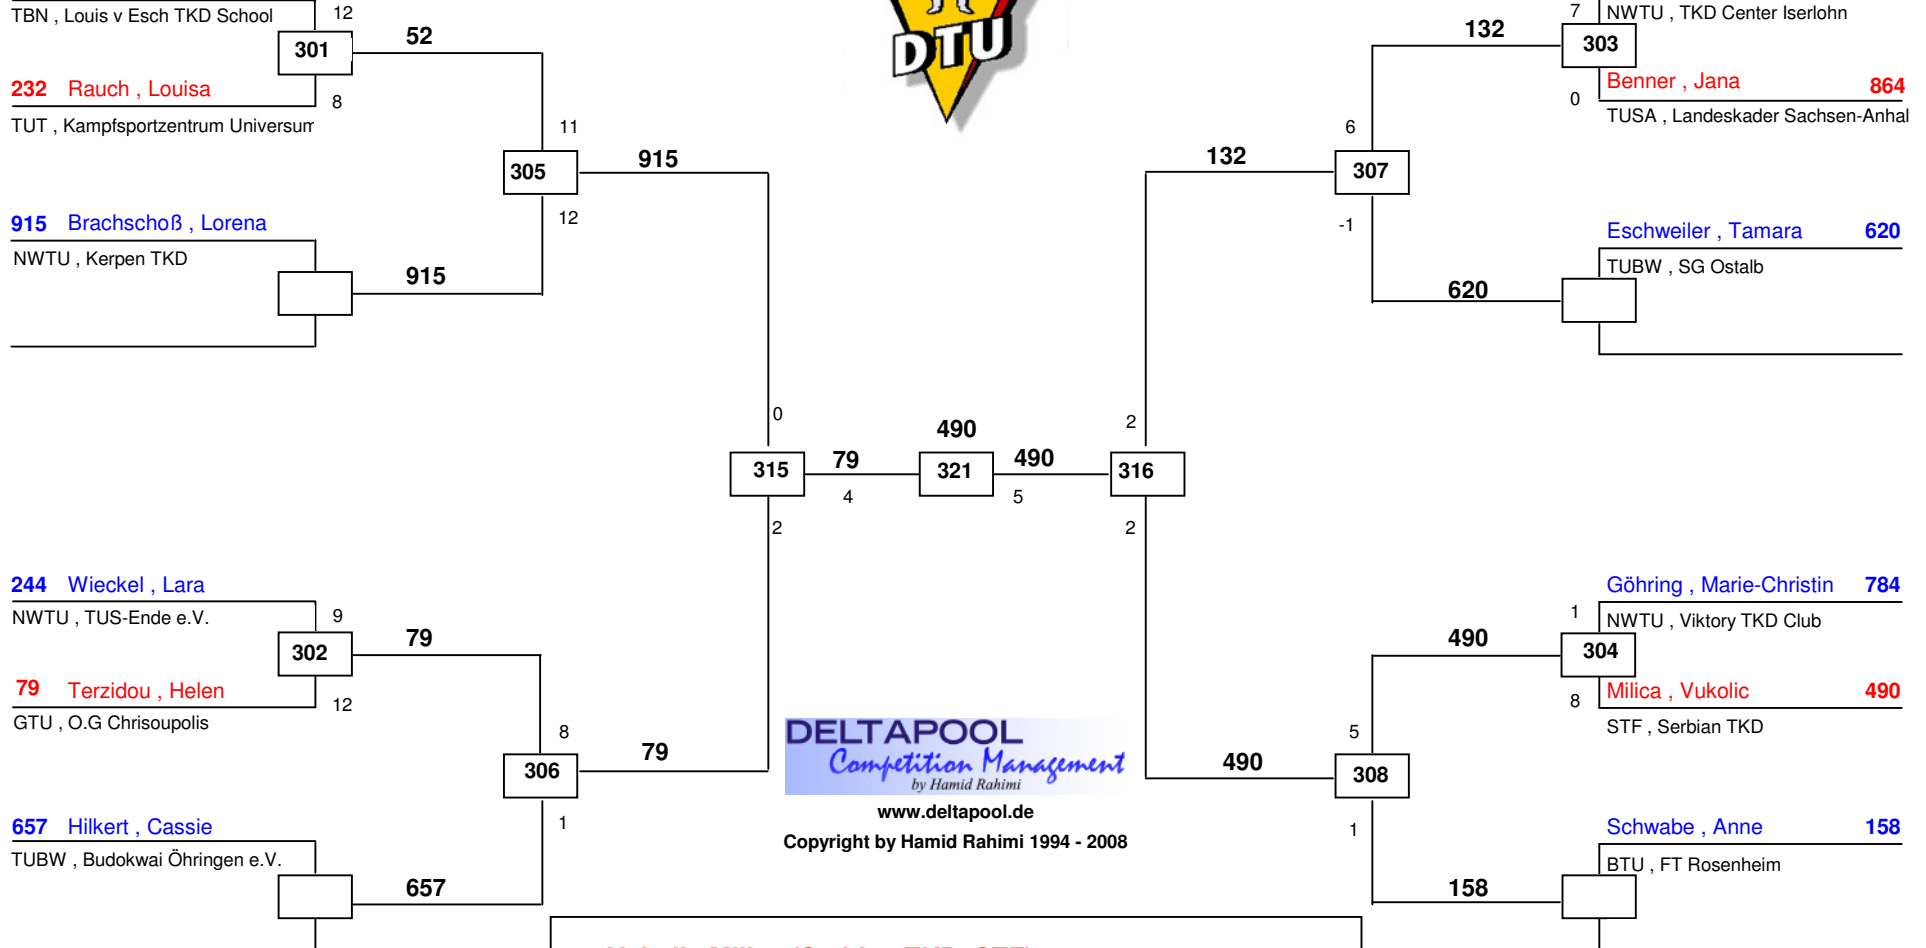 TBN , Louis v Esch TKD School
12
301
52
232 Rauch , Louisa
8
TUT , Kampfsportzentrum Universum
11
305
915
12
915 Brachschoß , Lorena
NWTU , Kerpen TKD
915
DTU
7
NWTU , TKD Center Iserlohn
132
303
Benner , Jana 864
0
TUSA , Landeskader Sachsen-Anhal
6
132
307
-1
Eschweiler , Tamara 620
TUBW , SG Ostalb
620
0
490
2
315
79
321
490
316
4
5
2
2
244 Wieckel , Lara
NWTU , TUS-Ende e.V.
9
302
79
79 Terzidou , Helen
12
GTU , O.G Chrisoupolis
8
306
79
1
657 Hilkert , Cassie
TUBW , Budokwai Öhringen e.V.
657
Göhring , Marie-Christin 784
1
NWTU , Viktory TKD Club
490
304
Milica , Vukolic 490
8
STF , Serbian TKD
5
490
308
1
Schwabe , Anne 158
BTU , FT Rosenheim
158
DELTAPOOL
Competition Management
by Hamid Rahimi
www.deltapool.de
Copyright by Hamid Rahimi 1994 - 2008